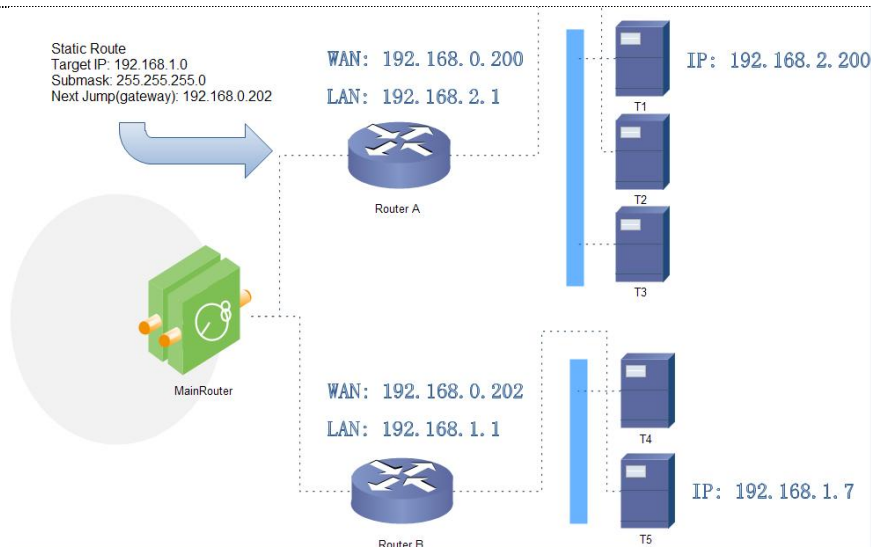 Static Route
Target IP: 192.168.1.0
Submask: 255.255.255.0
Next Jump(gateway): 192.168.0.202
WAN: 192.168.0.200
LAN: 192.168.2.1
Router A
T1
IP: 192.168.2.200
T2
T3
MainRouter
WAN: 192.168.0.202
LAN: 192.168.1.1
Router B
T4
IP: 192.168.1.7
T5